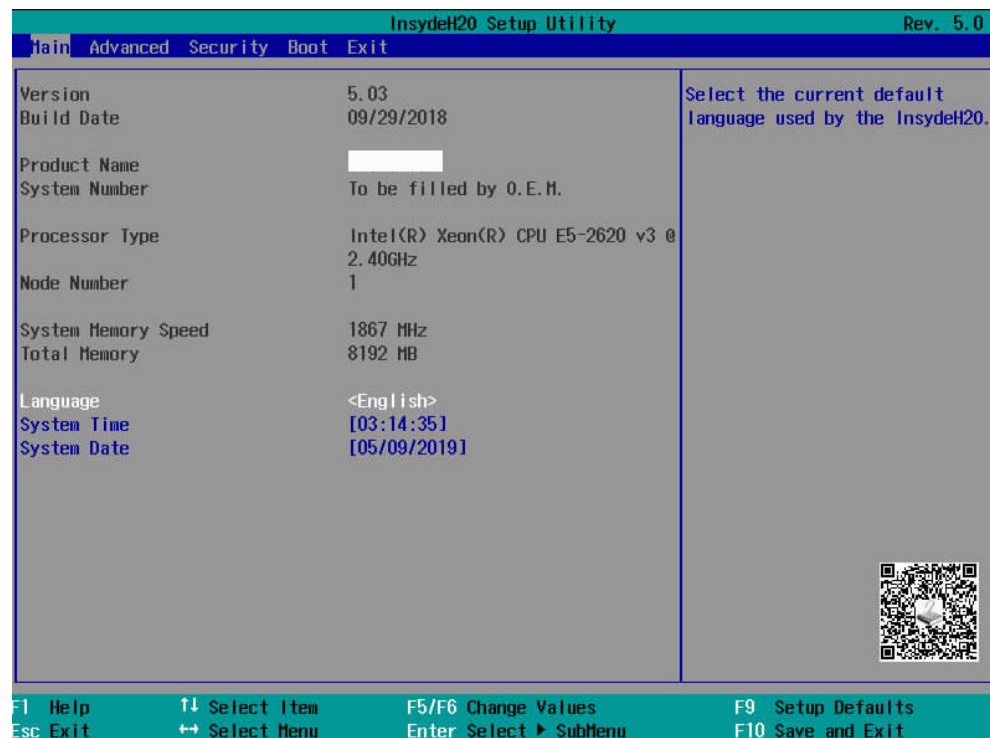 InsydeH20 Setup Utility Rev. 5.0
Main Advanced Security Boot Exit
Version 5.03
Build Date 09/29/2018
Product Name
System Number To be filled by O.E.M.
Processor Type Intel(R) Xeon(R) CPU E5-2620 v3 @
2.40GHz
Node Number 1
System Memory Speed 1867 MHz
Total Memory 8192 MB
Language <English>
System Time [03:14:35]
System Date [05/09/2019]
Select the current default
language used by the InsydeH20.
F1 Help ↑↓ Select Item F5/F6 Change Values F9 Setup Defaults
Esc Exit ↔ Select Menu Enter Select ▶ SubMenu F10 Save and Exit